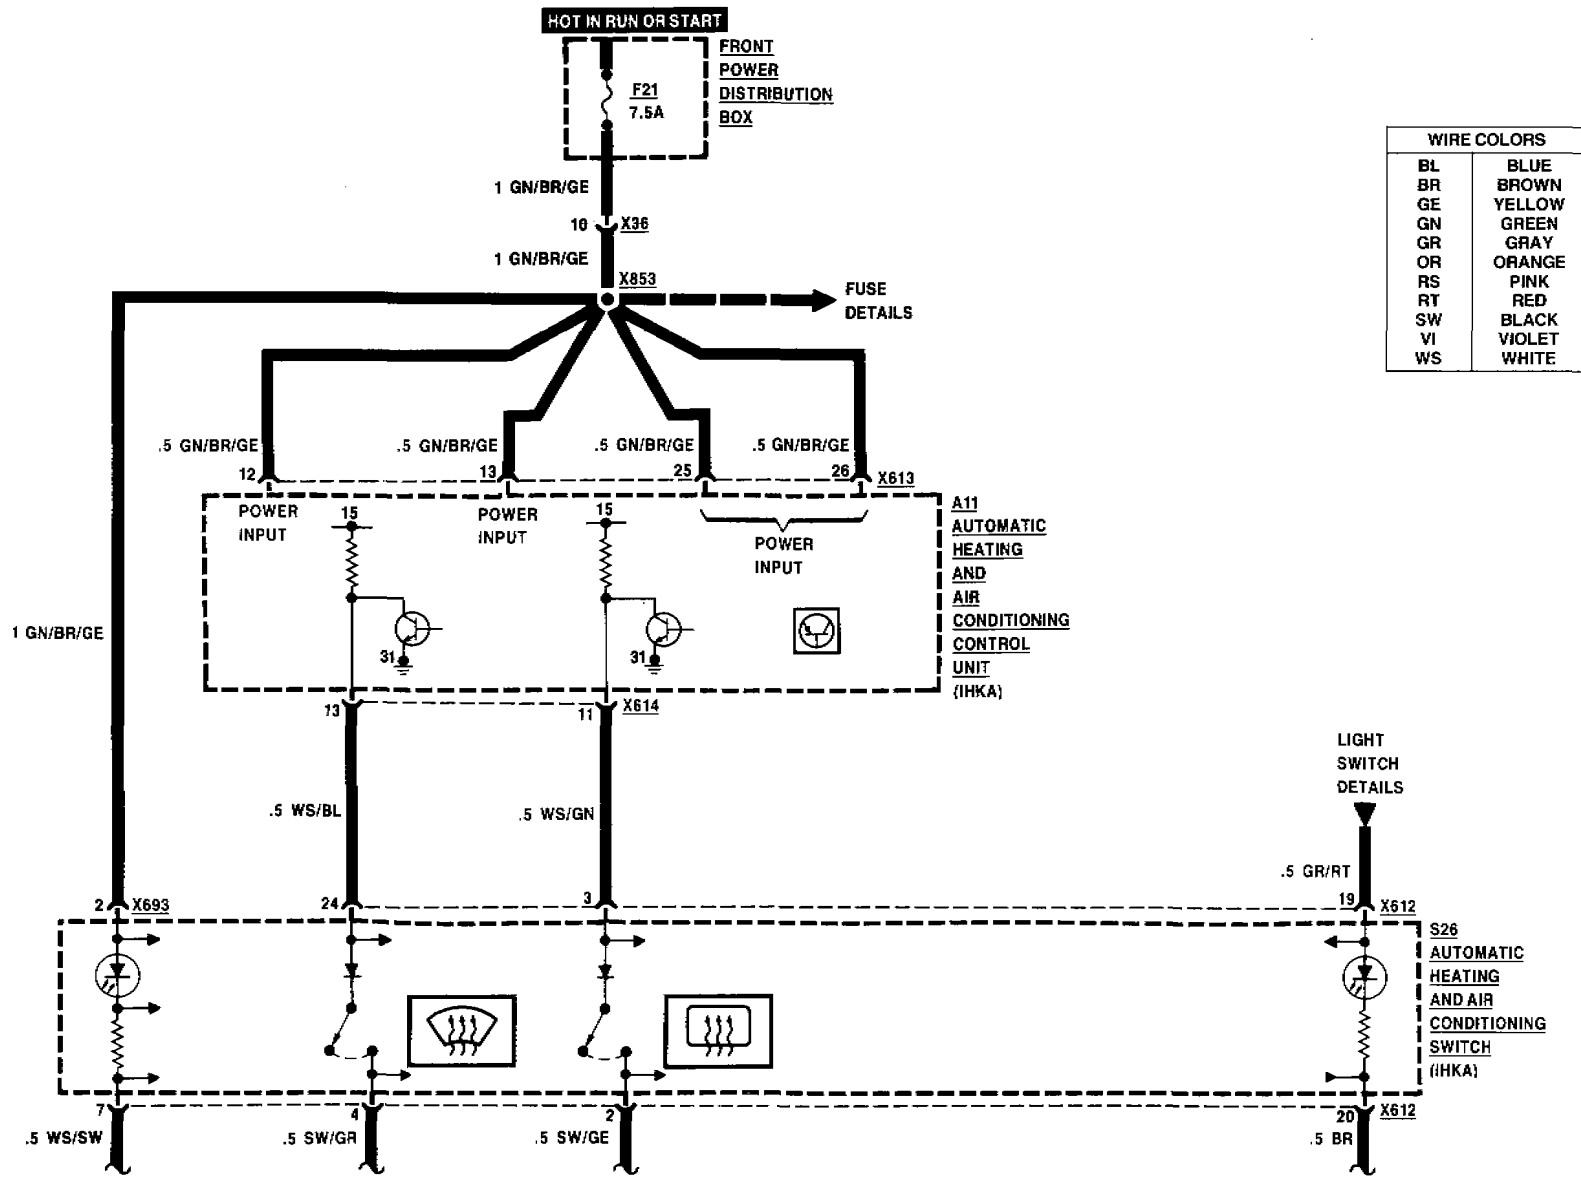 HOT IN RUN OR START
FRONT
POWER
DISTRIBUTION
BOX
F21
7.5A
1 GN/BR/GE
10 X36
1 GN/BR/GE
X853
FUSE
DETAILS
WIRE COLORS
BL BLUE
BR BROWN
GE YELLOW
GN GREEN
GR GRAY
OR ORANGE
RS PINK
RT RED
SW BLACK
VI VIOLET
WS WHITE
.5 GN/BR/GE .5 GN/BR/GE .5 GN/BR/GE .5 GN/BR/GE
12 13 25 26 X613
POWER
INPUT
15
POWER
INPUT
15
POWER
INPUT
A11
AUTOMATIC
HEATING
AND
AIR
CONDITIONING
CONTROL
UNIT
(IHKA)
31 31
1 GN/BR/GE
13 11 X614
.5 WS/BL .5 WS/GN
LIGHT
SWITCH
DETAILS
.5 GR/RT
2 X693 24 3 19 X612
S26
AUTOMATIC
HEATING
AND AIR
CONDITIONING
SWITCH
(IHKA)
7 4 2 20 X612
.5 WS/SW .5 SW/GR .5 SW/GE .5 BR